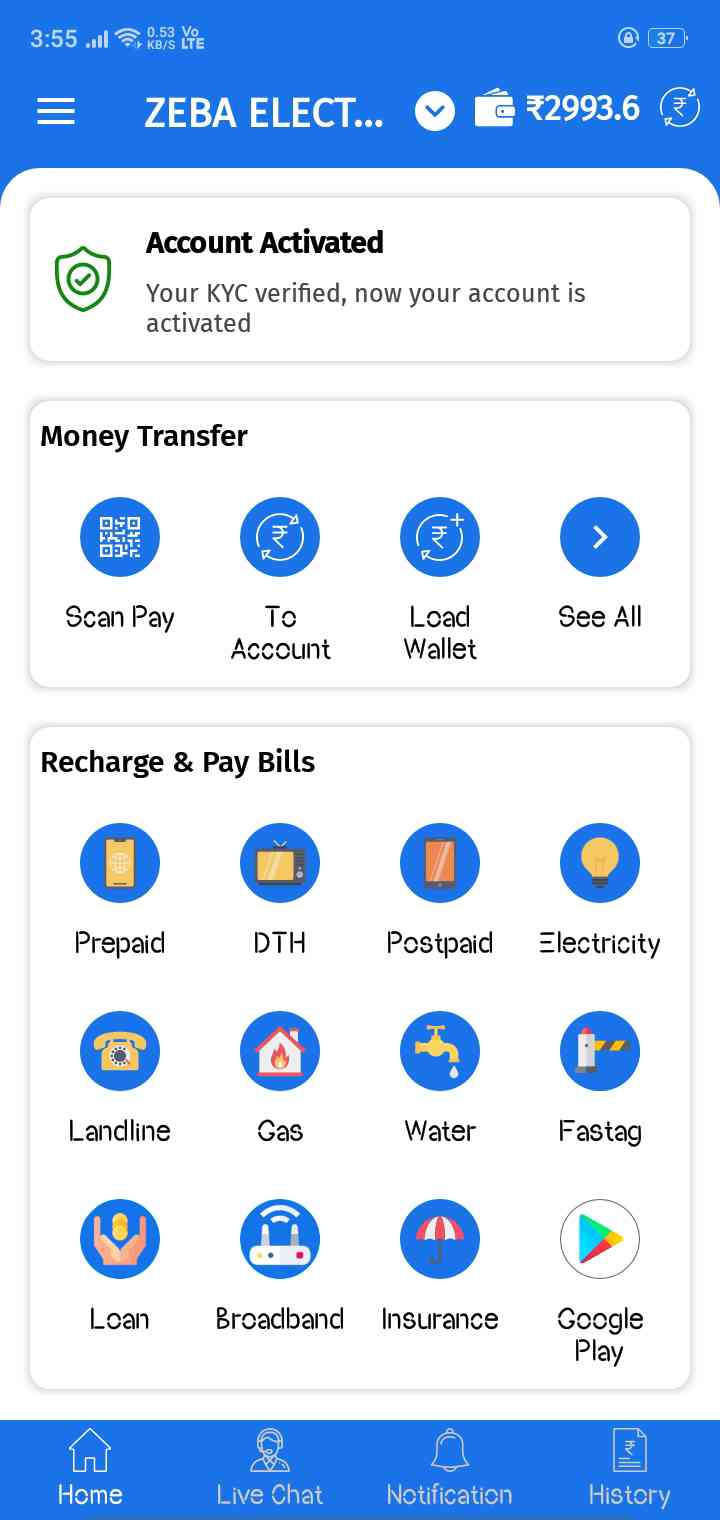 3:55 0.53 KB/S Vo LTE 37
ZEBA ELECT... ₹2993.6
Account Activated
Your KYC verified, now your account is
activated
Money Transfer
Scan Pay To Account Load Wallet See All
Recharge & Pay Bills
Prepaid DTH Postpaid Electricity
Landline Gas Water Fastag
Loan Broadband Insurance Google Play
Home Live Chat Notification History